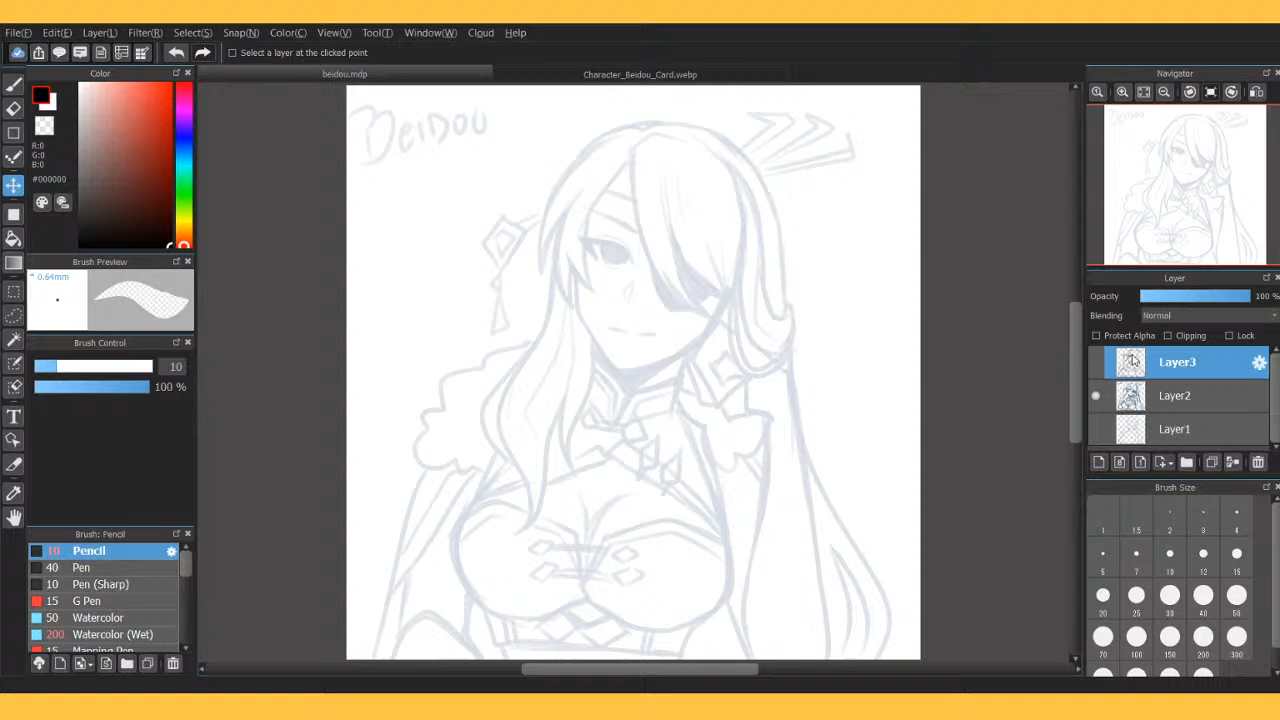 File(F) Edit(E) Layer(L) Filter(R) Select(S) Snap(N) Color(C) View(V) Tool(T) Window(W) Cloud Help
Select a layer at the clicked point
Color
beidou.mdp
Character_Beidou_Card.webp
Navigator
R:0
G:0
B:0
#000000
Brush Preview
0.64mm
Brush Control
10
100 %
T
Brush: Pencil
10 Pencil
40 Pen
10 Pen (Sharp)
15 G Pen
50 Watercolor
200 Watercolor (Wet)
15 Mapping Pen
BEiDOU
Layer
Opacity 100 %
Blending Normal
Protect Alpha Clipping Lock
Layer3
Layer2
Layer1
Brush Size
1 1.5 2 3 4
5 7 10 12 15
20 25 30 40 50
70 100 150 200 300